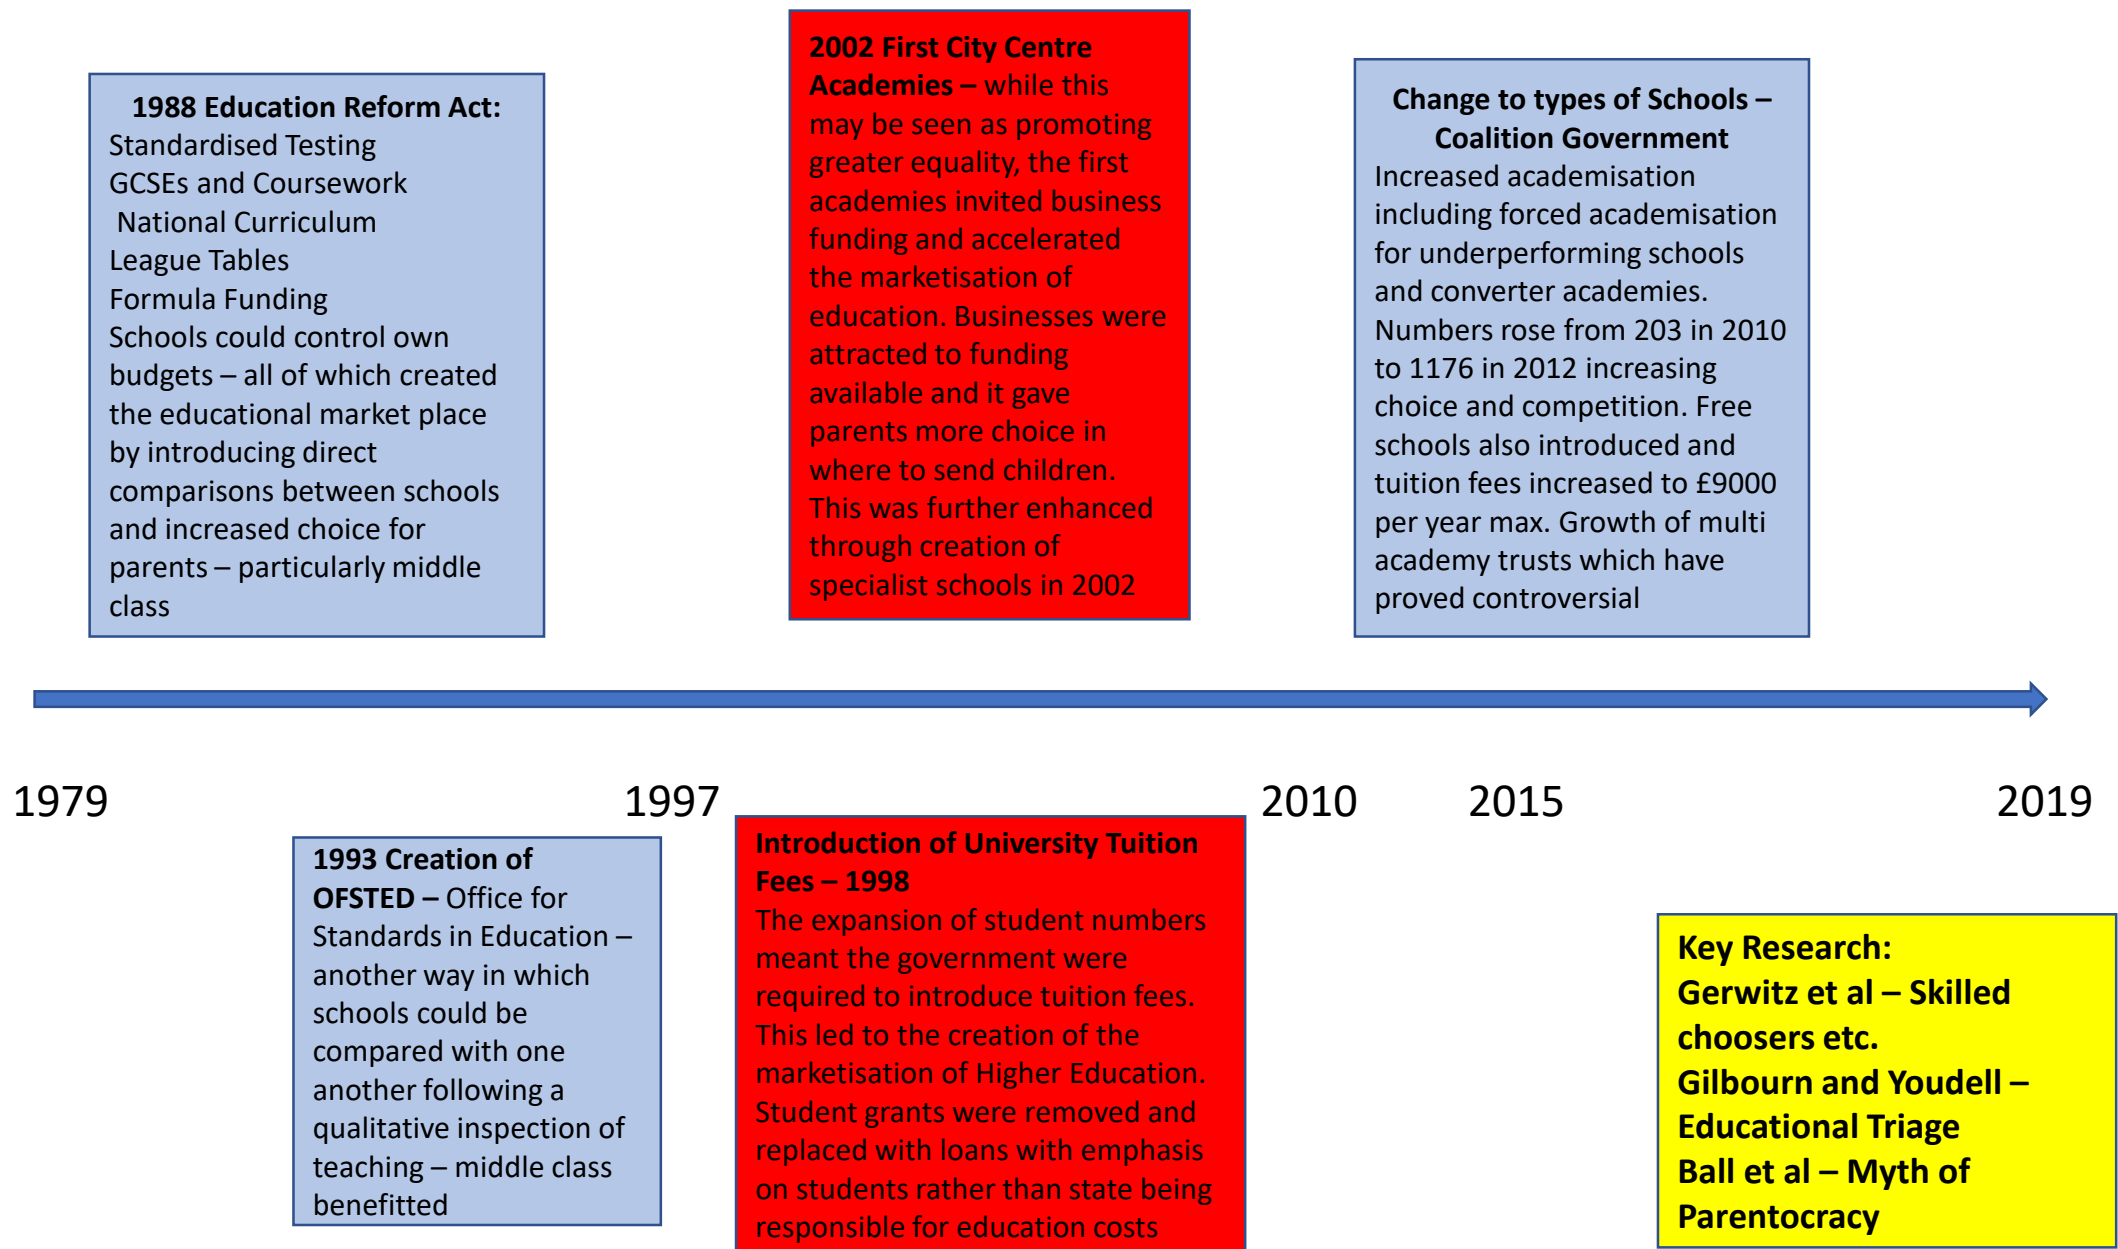 1988 Education Reform Act:
Standardised Testing
GCSEs and Coursework
National Curriculum
League Tables
Formula Funding
Schools could control own
budgets – all of which created
the educational market place
by introducing direct
comparisons between schools
and increased choice for
parents – particularly middle
class
2002 First City Centre
Academies – while this
may be seen as promoting
greater equality, the first
academies invited business
funding and accelerated
the marketisation of
education. Businesses were
attracted to funding
available and it gave
parents more choice in
where to send children.
This was further enhanced
through creation of
specialist schools in 2002
Change to types of Schools –
Coalition Government
Increased academisation
including forced academisation
for underperforming schools
and converter academies.
Numbers rose from 203 in 2010
to 1176 in 2012 increasing
choice and competition. Free
schools also introduced and
tuition fees increased to £9000
per year max. Growth of multi
academy trusts which have
proved controversial
1979
1997
2010
2015
2019
1993 Creation of
OFSTED – Office for
Standards in Education –
another way in which
schools could be
compared with one
another following a
qualitative inspection of
teaching – middle class
benefitted
Introduction of University Tuition
Fees – 1998
The expansion of student numbers
meant the government were
required to introduce tuition fees.
This led to the creation of the
marketisation of Higher Education.
Student grants were removed and
replaced with loans with emphasis
on students rather than state being
responsible for education costs
Key Research:
Gerwitz et al – Skilled
choosers etc.
Gilbourn and Youdell –
Educational Triage
Ball et al – Myth of
Parentocracy